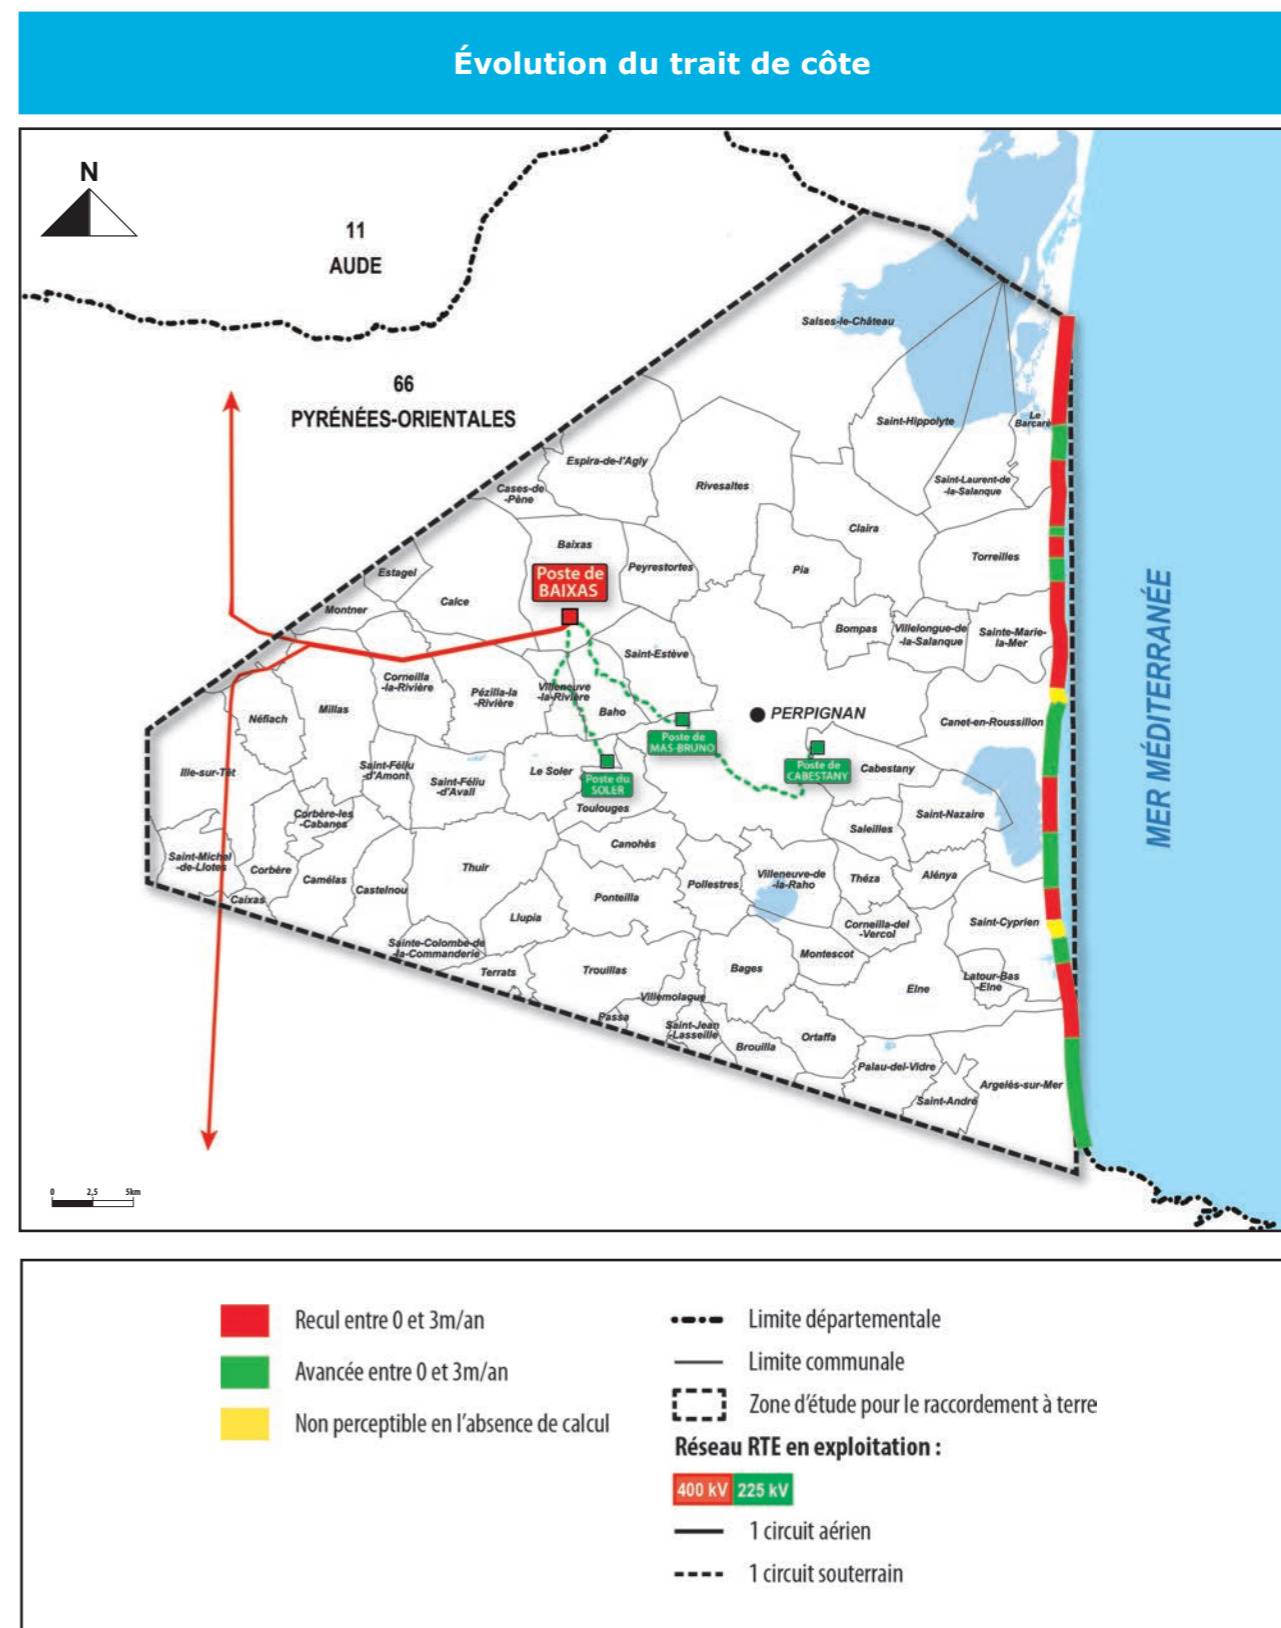 Évolution du trait de côte
N
11
AUDE
66
PYRÉNÉES-ORIENTALES
Salses-le-Château
Saint-Hippolyte
Le
Barcarès
Espira-de-l'Agly
Cases-de
-Pène
Rivesaltes
Saint-Laurent-de
-la-Salanque
Claira
Baixas
Torreilles
Estagel
Peyrestortes
Pia
Poste de
BAIXAS
Calce
Montner
Bompas
Villelongue-de
-la-Salanque
Sainte-Marie-
la-Mer
MER MÉDITERRANÉE
Saint-Estève
Corneilla
-la-Rivière
Pézilla-la
-Rivière
Villeneuve
-la-Rivière
Millas
Néfiach
Baho
PERPIGNAN
Canet-en-Roussillon
Poste de
MAS-BRUNO
Ille-sur-Têt
Saint-Féliu
-d'Amont
Saint-Féliu
-d'Avall
Le Soler
Poste du
SOLER
Poste de
CABESTANY
Cabestany
Toulouges
Corbère-les
-Cabanes
Saint-Nazaire
Saleilles
Canohès
Saint-Michel
-de-Llotes
Corbère
Camélas
Castelnou
Thuir
Ponteilla
Pollestres
Villeneuve-de
-la-Raho
Théza
Alénya
Caixas
Llupia
Corneilla-del
-Vercol
Saint-Cyprien
Sainte-Colombe-de
-la-Commanderie
Montescot
Terrats
Trouillas
Bages
Elne
Latour-Bas
-Elne
Villemolaque
Passa
Saint-Jean
-Lasseille
Brouilla
Ortaffa
Palau-del-Vidre
Argelès-sur-Mer
Saint-André
0 2,5 5km
Recul entre 0 et 3m/an
Avancée entre 0 et 3m/an
Non perceptible en l'absence de calcul
Limite départementale
Limite communale
Zone d'étude pour le raccordement à terre
Réseau RTE en exploitation :
400 kV 225 kV
1 circuit aérien
1 circuit souterrain